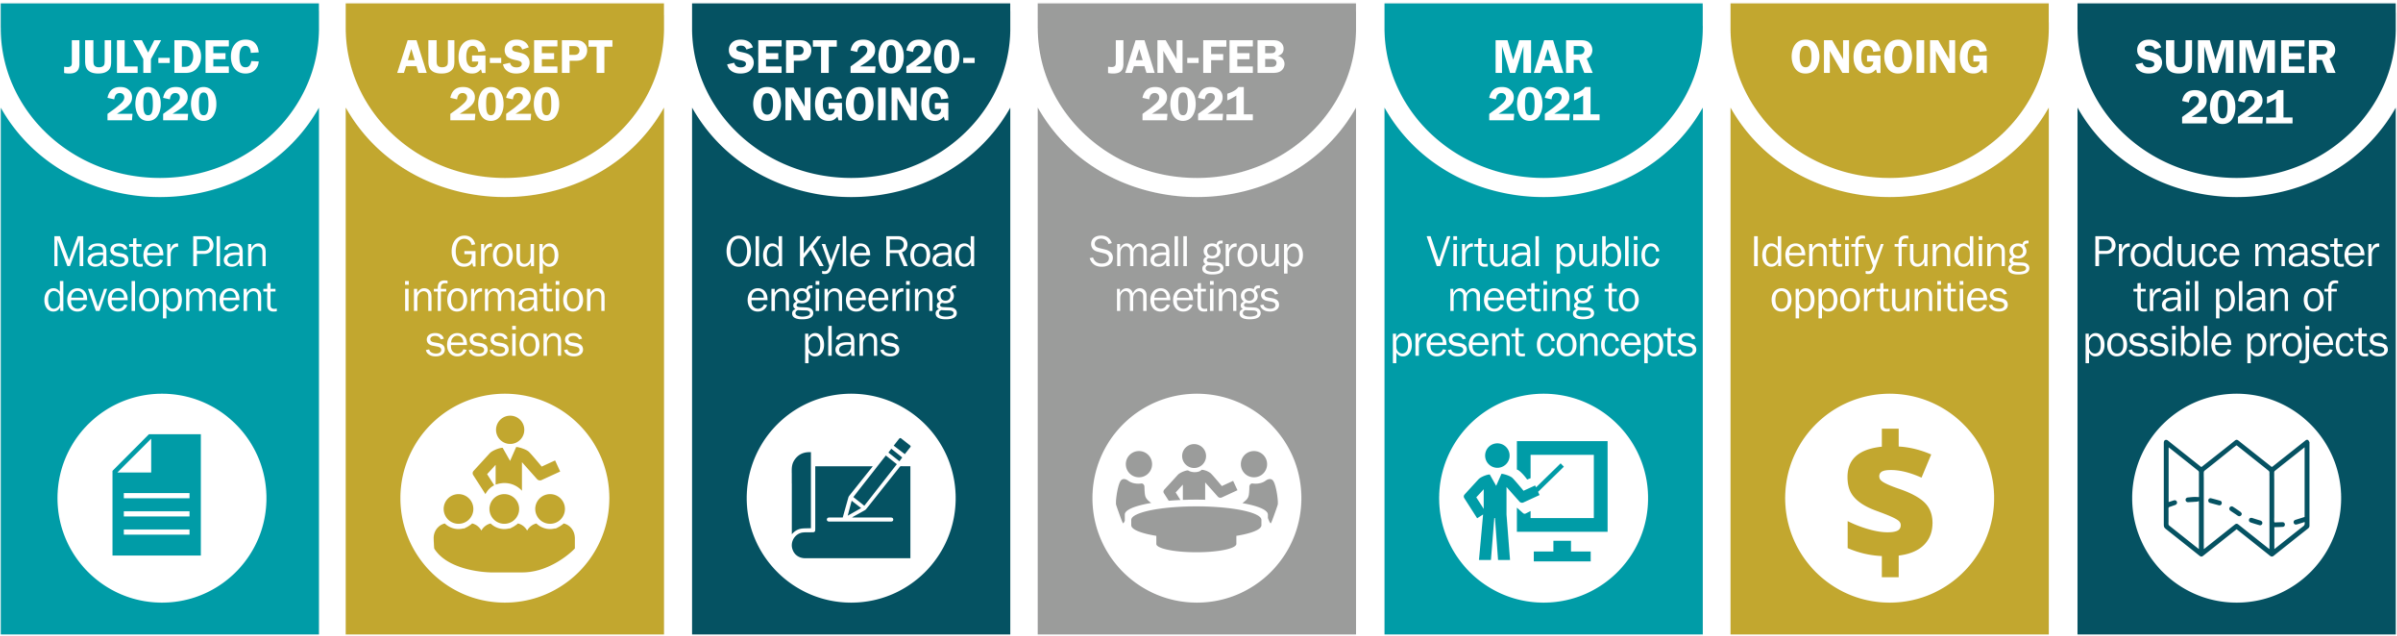 JULY-DEC
2020
Master Plan
development
AUG-SEPT
2020
Group
information
sessions
SEPT 2020-
ONGOING
Old Kyle Road
engineering
plans
JAN-FEB
2021
Small group
meetings
MAR
2021
Virtual public
meeting to
present concepts
ONGOING
Identify funding
opportunities
$
SUMMER
2021
Produce master
trail plan of
possible projects